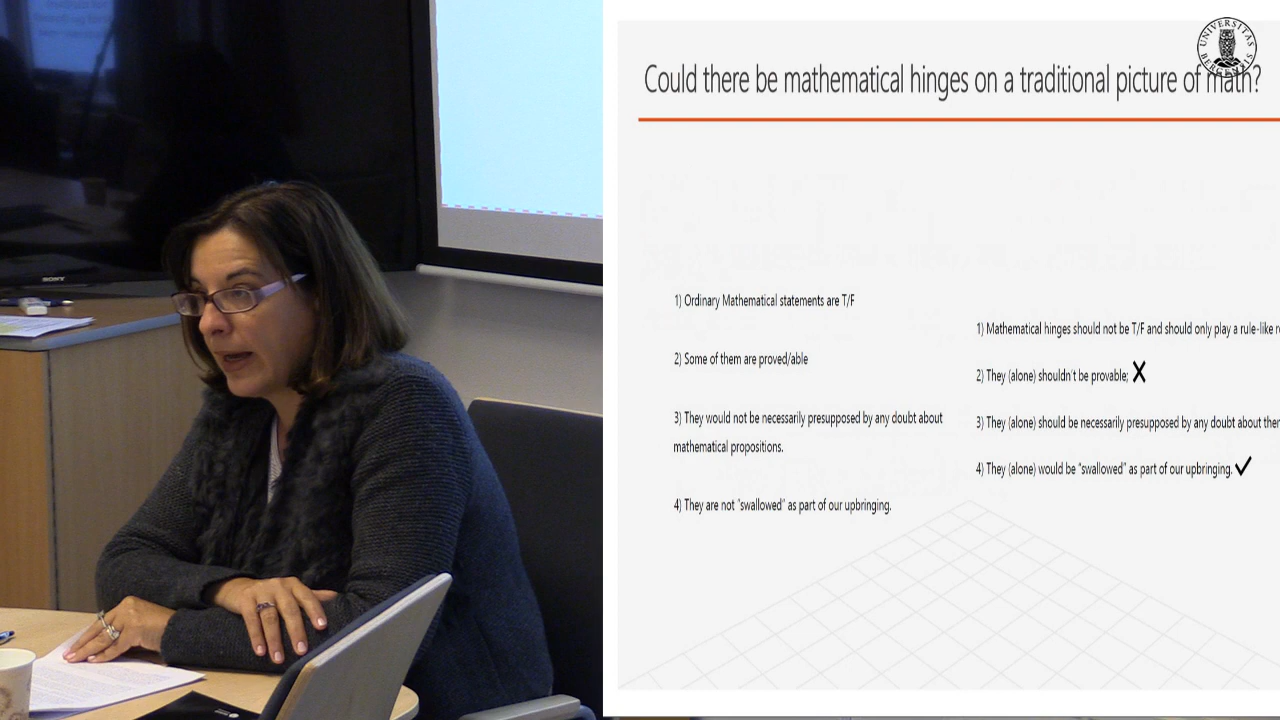 SONY
UNIVERSITAS
BERGENSIS
Could there be mathematical hinges on a traditional picture of math?
1) Ordinary Mathematical statements are T/F
2) Some of them are proved/able
3) They would not be necessarily presupposed by any doubt about
mathematical propositions.
4) They are not "swallowed" as part of our upbringing.
1) Mathematical hinges should not be T/F and should only play a rule-like
2) They (alone) shouldn't be provable;
3) They (alone) should be necessarily presupposed by any doubt about
4) They (alone) would be "swallowed" as part of our upbringing.